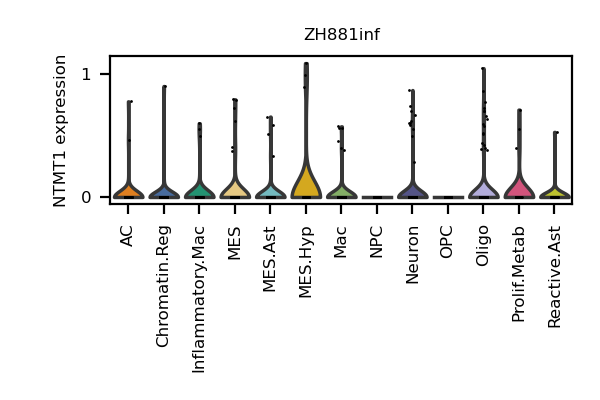 ZH881inf
NTMT1 expression
1
0
AC
Chromatin.Reg
Inflammatory.Mac
MES
MES.Ast
MES.Hyp
Mac
NPC
Neuron
OPC
Oligo
Prolif.Metab
Reactive.Ast